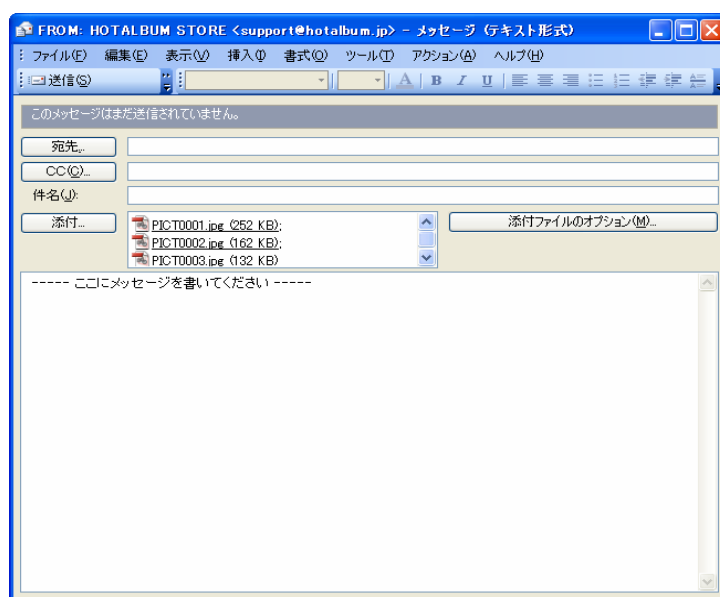 FROM: HOTALBUM STORE <support@hotalbum.jp> - メッセージ (テキスト形式)
ファイル(F) 編集(E) 表示(V) 挿入(I) 書式(O) ツール(T) アクション(A) ヘルプ(H)
送信(S) A B I U
このメッセージはまだ送信されていません。
宛先...
CC(C)...
件名(J):
添付... PICT0001.jpg (252 KB); 添付ファイルのオプション(M)...
PICT0002.jpg (162 KB);
PICT0003.jpg (132 KB)
----- ここにメッセージを書いてください -----